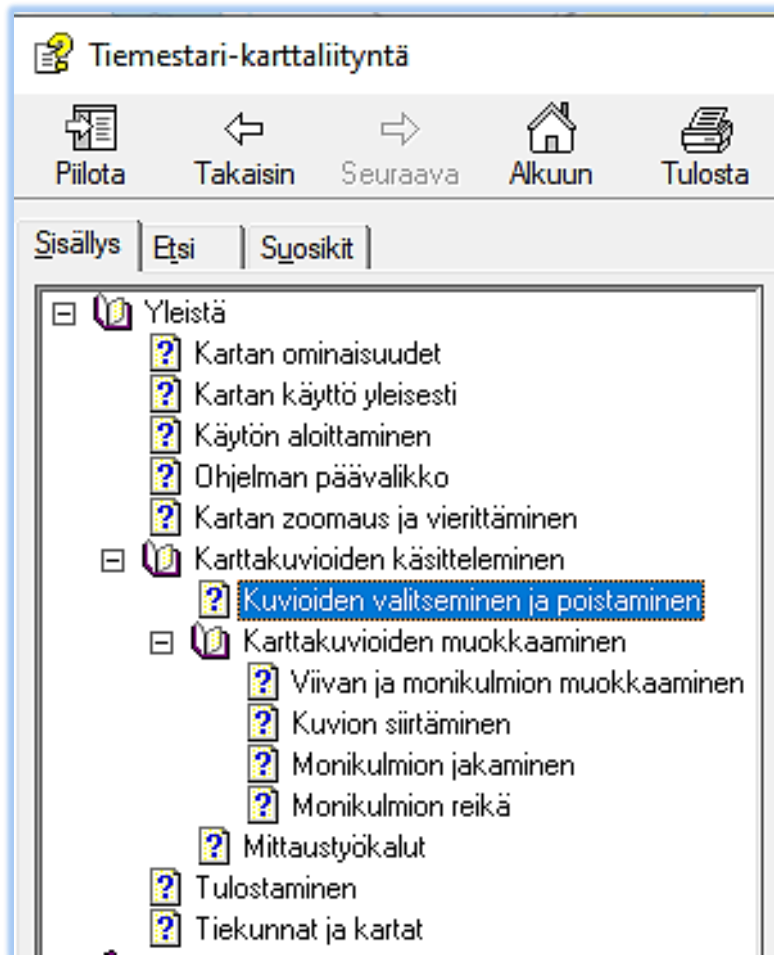 Tiemestari-karttaliityntä
Piilota Takaisin Seuraava Alkuun Tulosta
Sisällys Etsi Suosikit
Yleistä
Kartan ominaisuudet
Kartan käyttö yleisesti
Käytön aloittaminen
Ohjelman päävalikko
Kartan zoomaus ja vierittäminen
Karttakuvioiden käsitteleminen
Kuvioiden valitseminen ja poistaminen
Karttakuvioiden muokkaaminen
Viivan ja monikulmion muokkaaminen
Kuvion siirtäminen
Monikulmion jakaminen
Monikulmion reikä
Mittaustyökalut
Tulostaminen
Tiekunnat ja kartat